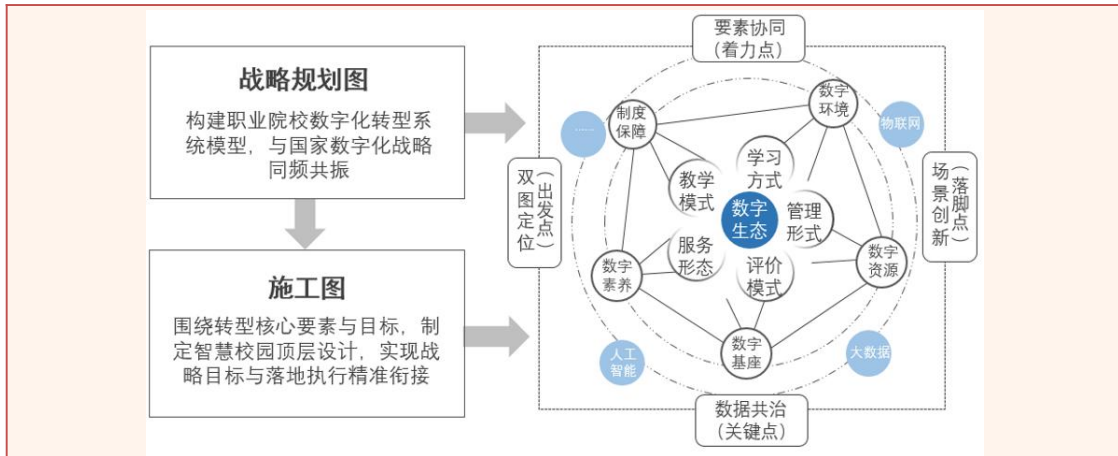 战略规划图
构建职业院校数字化转型系
统模型，与国家数字化战略
同频共振
施工图
围绕转型核心要素与目标，制
定智慧校园顶层设计，实现战
略目标与落地执行精准衔接
要素协同
（着力点）
双图定位
（出发点）
场景创新
（落脚点）
数据共治
（关键点）
......
物联网
人工
智能
大数据
制度
保障
数字
环境
数字
素养
数字
资源
数字
基座
学习
方式
教学
模式
数字
生态
管理
形式
服务
形态
评价
模式